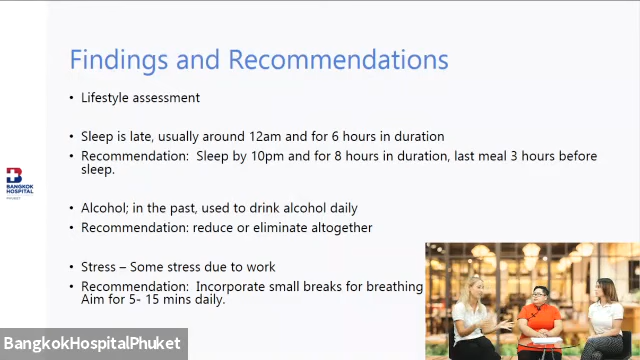 Findings and Recommendations
• Lifestyle assessment
• Sleep is late, usually around 12am and for 6 hours in duration
• Recommendation: Sleep by 10pm and for 8 hours in duration, last meal 3 hours before
sleep.
• Alcohol; in the past, used to drink alcohol daily
• Recommendation: reduce or eliminate altogether
• Stress – Some stress due to work
• Recommendation: Incorporate small breaks for breathing
Aim for 5- 15 mins daily.
BANGKOK
HOSPITAL
PHUKET
BangkokHospitalPhuket